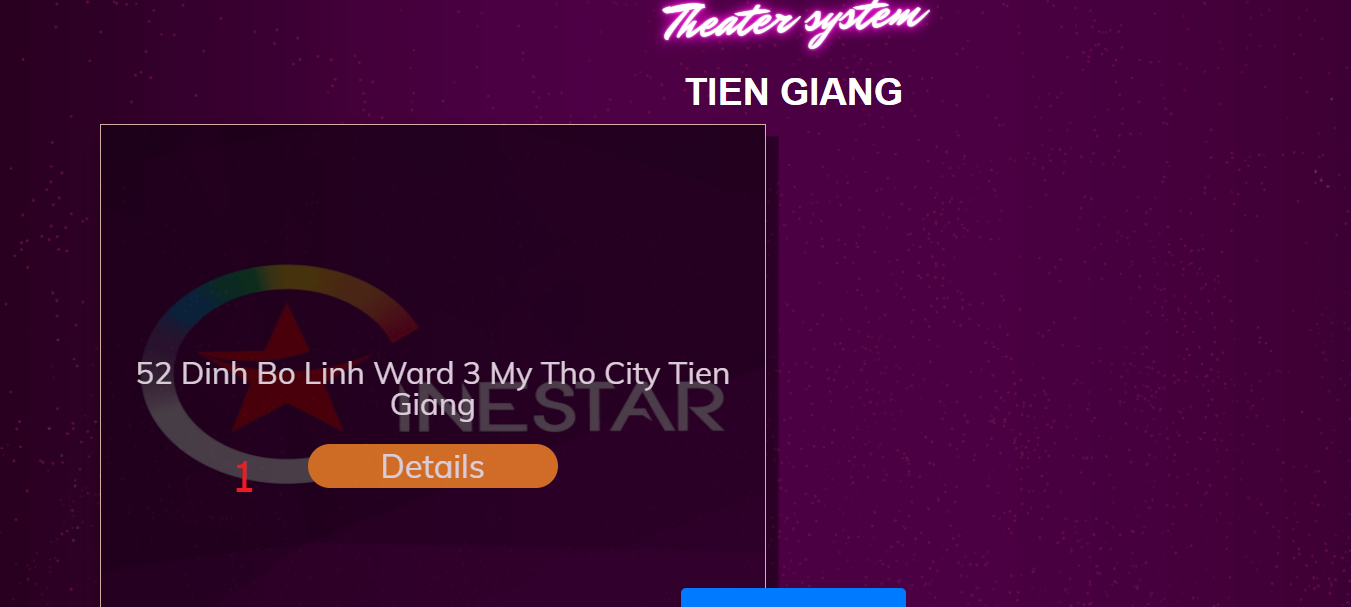 Theater system
TIEN GIANG
52 Dinh Bo Linh Ward 3 My Tho City Tien
Giang
INESTAR
Details
1